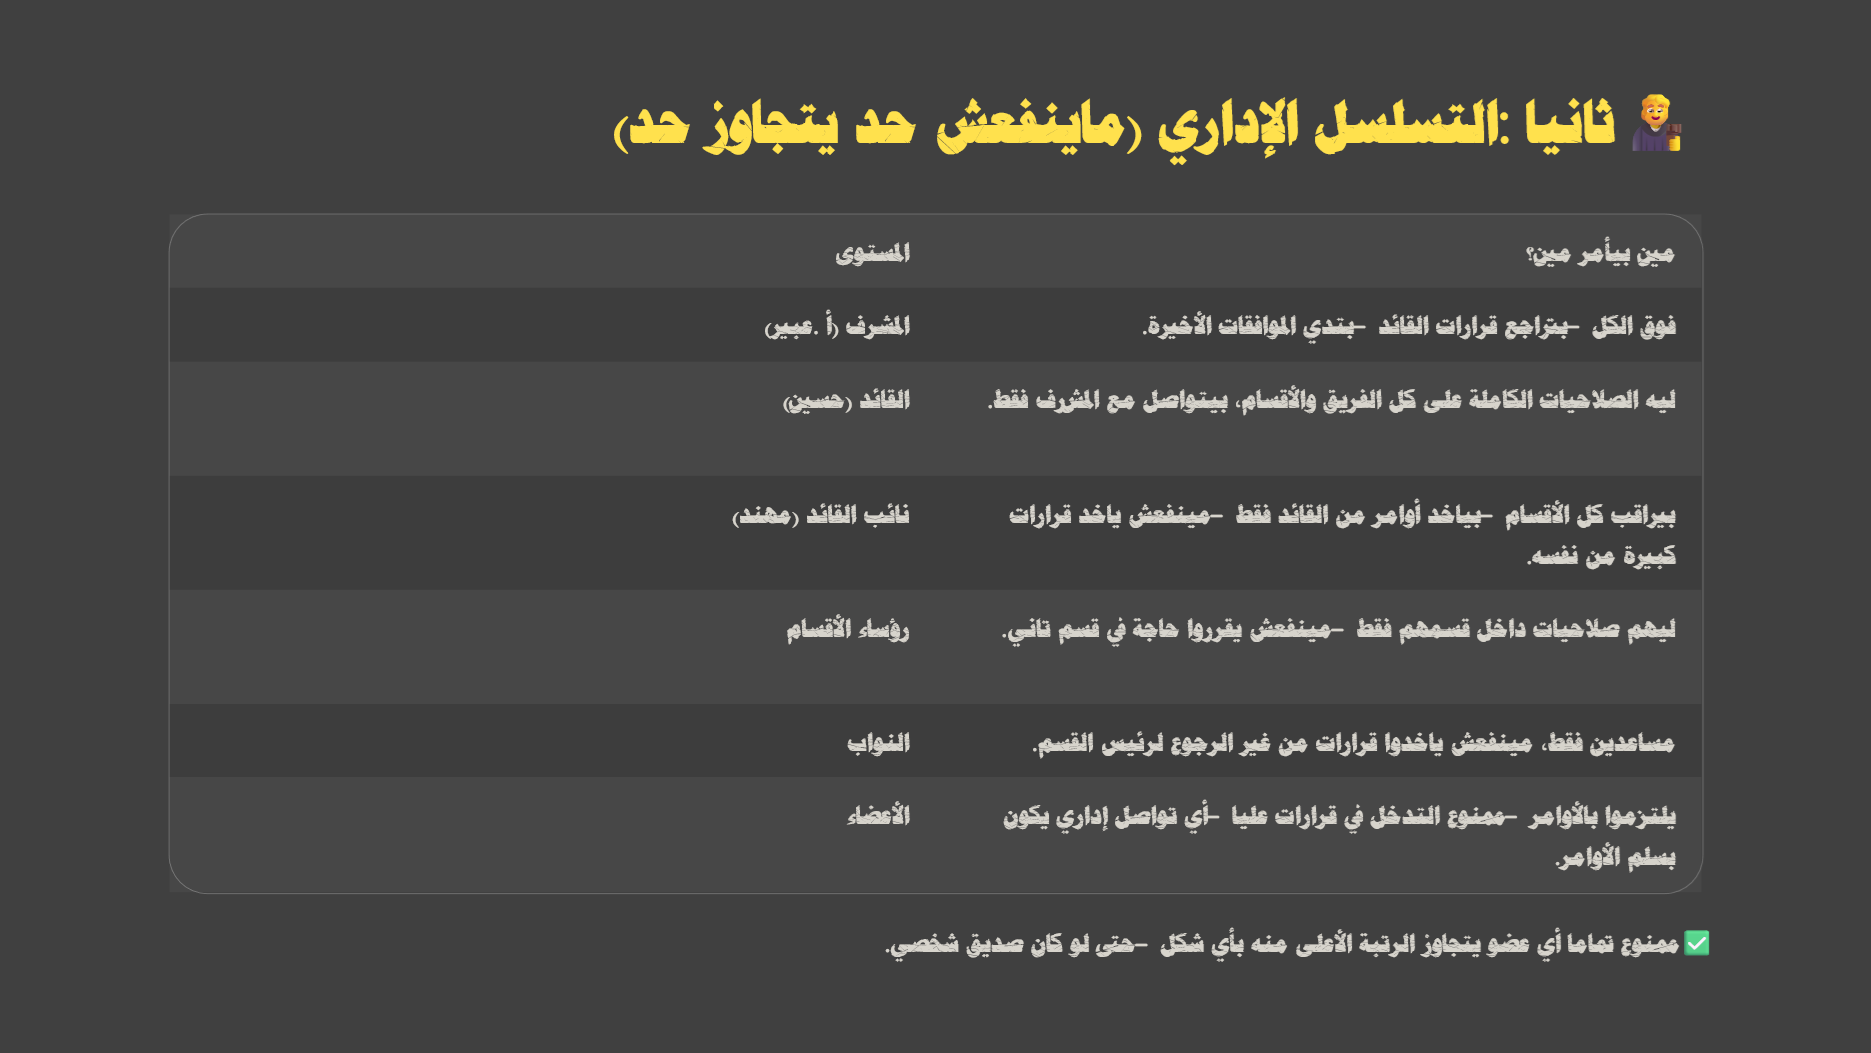 ثانيا :التسلسل الإداري (ماينفعش حد يتجاوز حد)
مين بيأمر مين؟ المستوى
فوق الكل –بتراجع قرارات القائد –بتدي الموافقات الأخيرة. المشرف (أ .عبير)
ليه الصلاحيات الكاملة على كل الفريق والأقسام، بيتواصل مع المشرف فقط. القائد (حسين)
بيراقب كل الأقسام –بياخد أوامر من القائد فقط –مينفعش ياخد قرارات نائب القائد (مهند)
كبيرة من نفسه.
ليهم صلاحيات داخل قسمهم فقط –مينفعش يقرروا حاجة في قسم تاني. رؤساء الأقسام
مساعدين فقط، مينفعش ياخدوا قرارات من غير الرجوع لرئيس القسم. النواب
يلتزموا بالأوامر –ممنوع التدخل في قرارات عليا –أي تواصل إداري يكون الأعضاء
بسلم الأوامر.
✅ممنوع تماما أي عضو يتجاوز الرتبة الأعلى منه بأي شكل –حتى لو كان صديق شخصي.